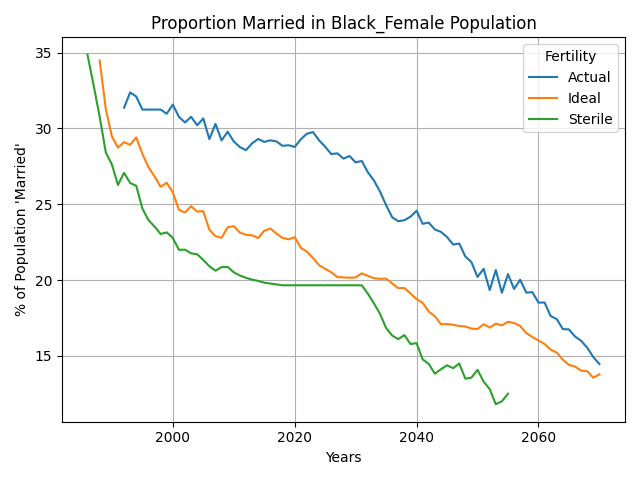 Proportion Married in Black_Female Population
% of Population 'Married'
35
30
25
20
15
Fertility
Actual
Ideal
Sterile
2000
2020
2040
2060
Years